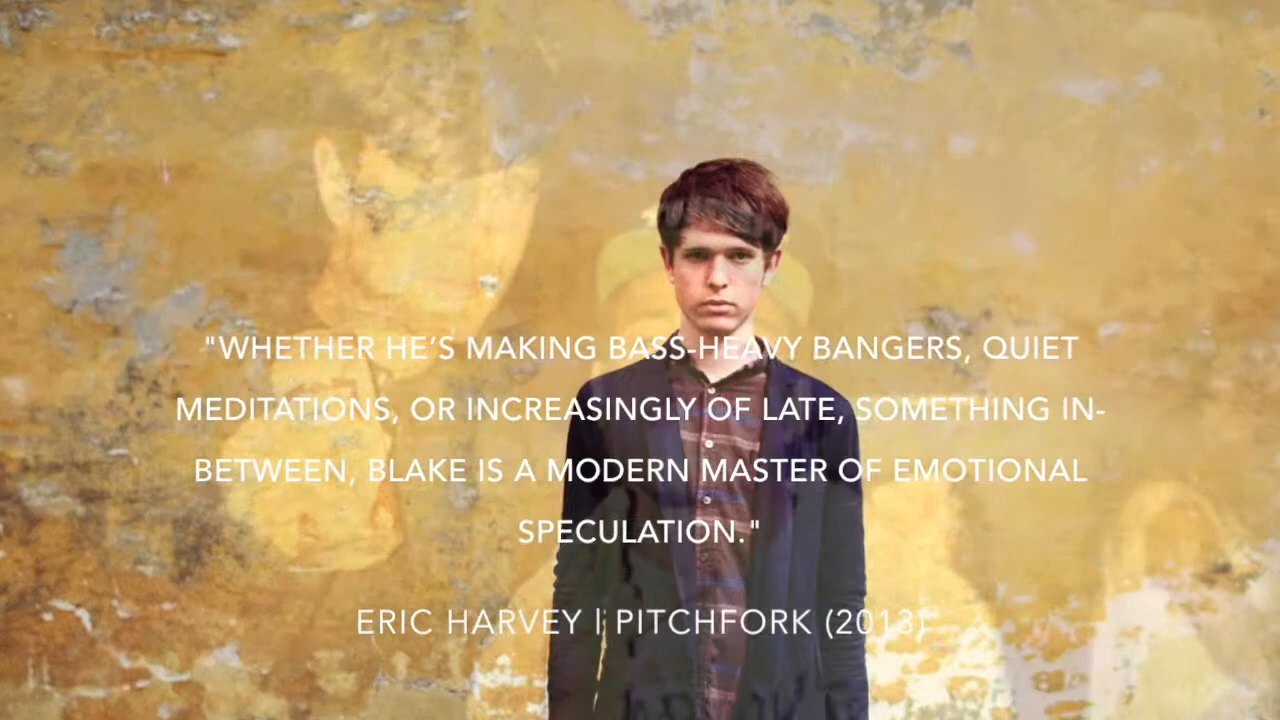 "WHETHER HE’S MAKING BASS-HEAVY BANGERS, QUIET
MEDITATIONS, OR INCREASINGLY OF LATE, SOMETHING IN-
BETWEEN, BLAKE IS A MODERN MASTER OF EMOTIONAL
SPECULATION."
ERIC HARVEY | PITCHFORK (2013)